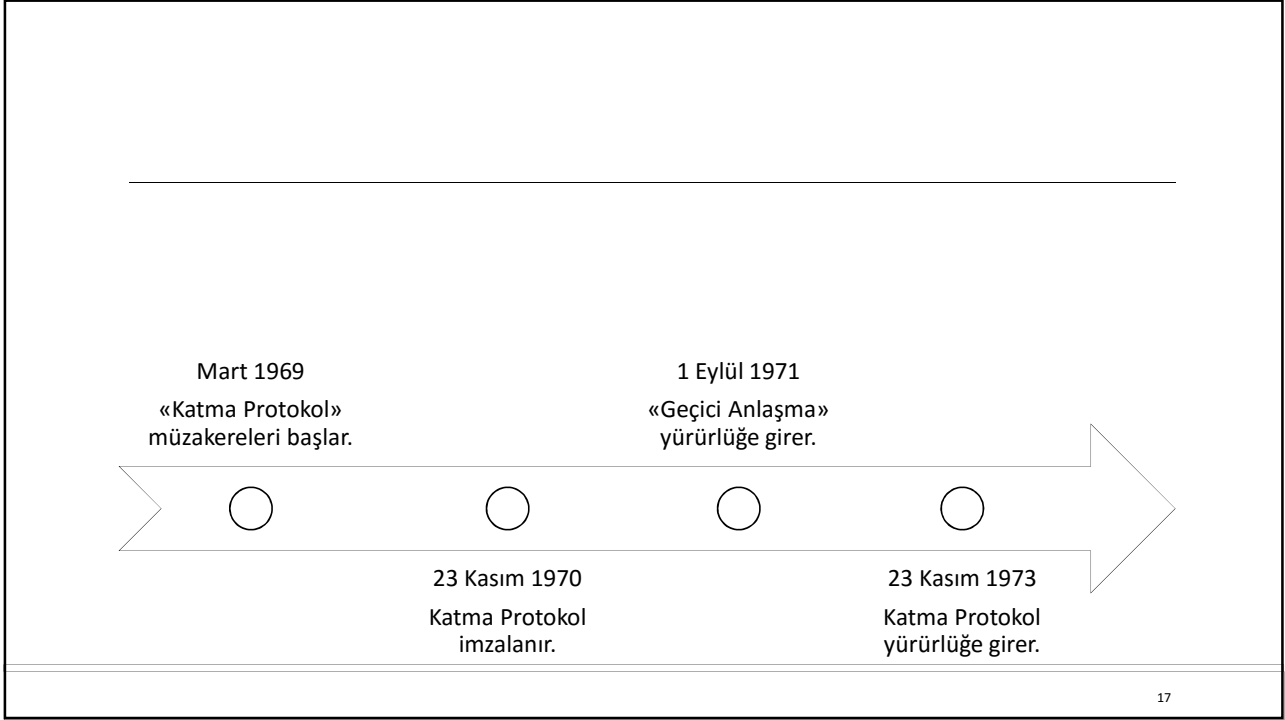 Mart 1969
«Katma Protokol»
müzakereleri başlar.
23 Kasım 1970
Katma Protokol
imzalanır.
1 Eylül 1971
«Geçici Anlaşma»
yürürlüğe girer.
23 Kasım 1973
Katma Protokol
yürürlüğe girer.
17